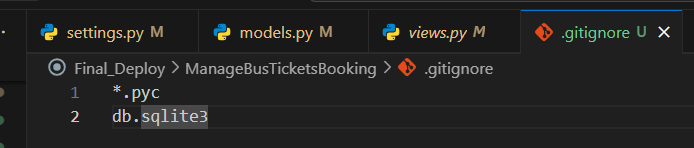 settings.py M models.py M views.py M .gitignore U
Final_Deploy > ManageBusTicketsBooking > .gitignore
1 *.pyc
2 db.sqlite3